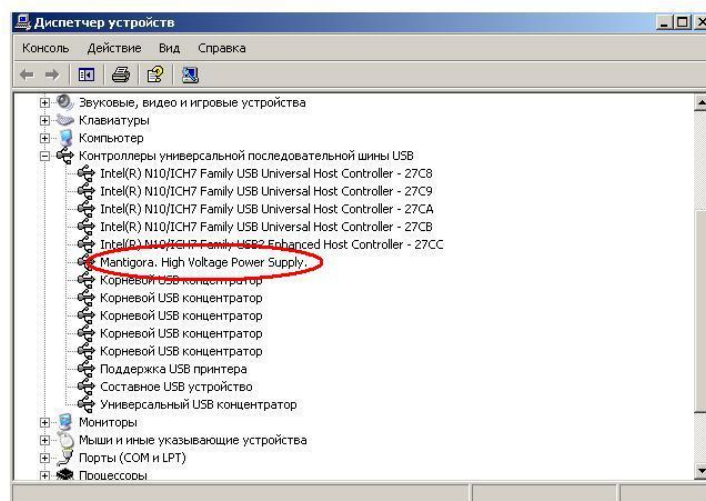 Диспетчер устройств
Консоль Действие Вид Справка
Звуковые, видео и игровые устройства
Клавиатуры
Компьютер
Контроллеры универсальной последовательной шины USB
Intel(R) N10/ICH7 Family USB Universal Host Controller - 27C8
Intel(R) N10/ICH7 Family USB Universal Host Controller - 27C9
Intel(R) N10/ICH7 Family USB Universal Host Controller - 27CA
Intel(R) N10/ICH7 Family USB Universal Host Controller - 27CB
Intel(R) N10/ICH7 Family USB2 Enhanced Host Controller - 27CC
Mantigora. High Voltage Power Supply.
Корневой USB концентратор
Корневой USB концентратор
Корневой USB концентратор
Корневой USB концентратор
Корневой USB концентратор
Поддержка USB принтера
Составное USB устройство
Универсальный USB концентратор
Мониторы
Мыши и иные указывающие устройства
Порты (COM и LPT)
Процессоры